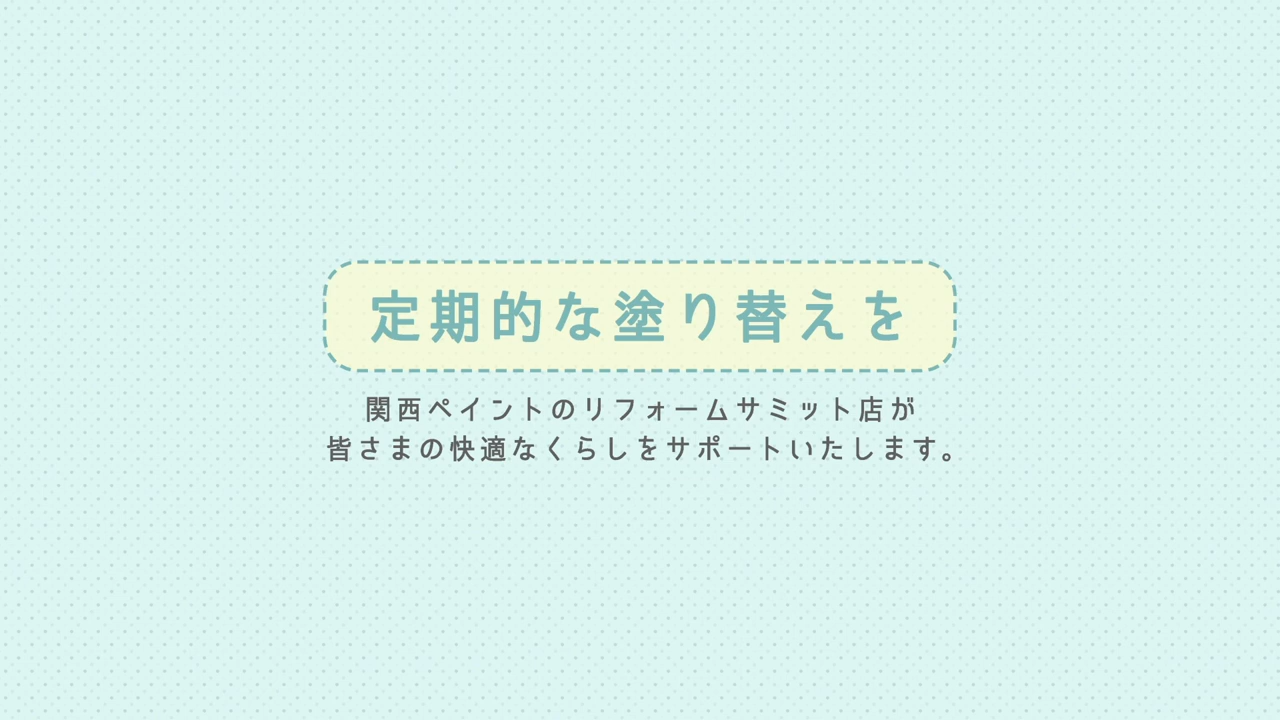 定期的な塗り替えを
関西ペイントのリフォームサミット店が
皆さまの快適なくらしをサポートいたします。